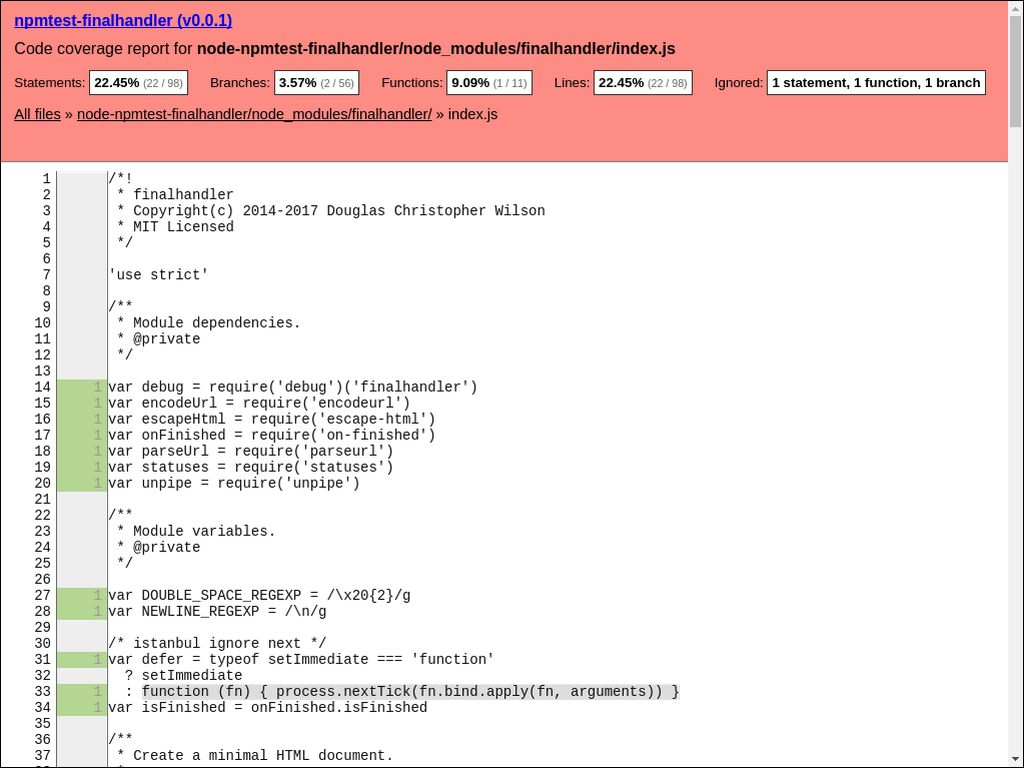 npmtest-finalhandler (v0.0.1)
Code coverage report for node-npmtest-finalhandler/node_modules/finalhandler/index.js
Statements: 22.45% (22 / 98) Branches: 3.57% (2 / 56) Functions: 9.09% (1 / 11) Lines: 22.45% (22 / 98) Ignored: 1 statement, 1 function, 1 branch
All files » node-npmtest-finalhandler/node_modules/finalhandler/ » index.js
1 /*!
2  * finalhandler
3  * Copyright(c) 2014-2017 Douglas Christopher Wilson
4  * MIT Licensed
5  */
6
7 'use strict'
8
9 /**
10  * Module dependencies.
11  * @private
12  */
13
14 1 var debug = require('debug')('finalhandler')
15 1 var encodeUrl = require('encodeurl')
16 1 var escapeHtml = require('escape-html')
17 1 var onFinished = require('on-finished')
18 1 var parseUrl = require('parseurl')
19 1 var statuses = require('statuses')
20 1 var unpipe = require('unpipe')
21
22 /**
23  * Module variables.
24  * @private
25  */
26
27 1 var DOUBLE_SPACE_REGEXP = /\x20{2}/g
28 1 var NEWLINE_REGEXP = /\n/g
29
30 /* istanbul ignore next */
31 1 var defer = typeof setImmediate === 'function'
32   ? setImmediate
33 1   : function (fn) { process.nextTick(fn.bind.apply(fn, arguments)) }
34 1 var isFinished = onFinished.isFinished
35
36 /**
37  * Create a minimal HTML document.